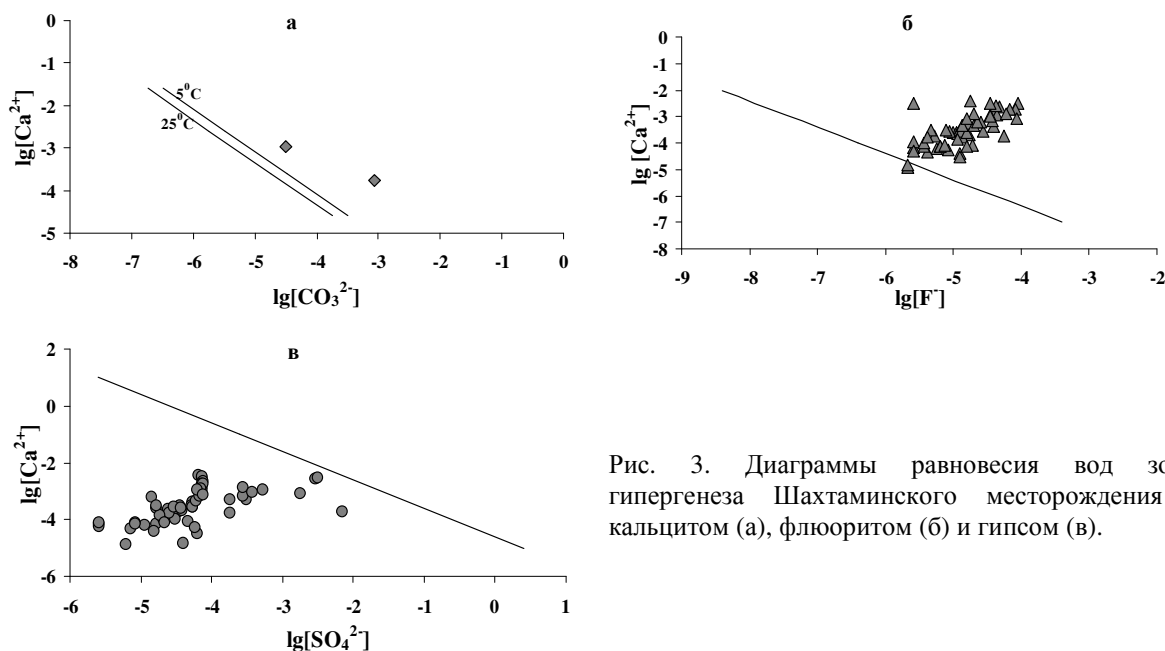 а
0
-1
-2
-3
-4
-5
lg[Ca²⁺]
5⁰C
25⁰C
-8 -7 -6 -5 -4 -3 -2 -1 0
lg[CO₃²⁻]
б
0
-1
-2
-3
-4
-5
-6
-7
-8
lg [Ca²⁺]
-9 -8 -7 -6 -5 -4 -3 -2
lg[F⁻]
в
2
0
-2
-4
-6
lg[Ca²⁺]
-6 -5 -4 -3 -2 -1 0 1
lg[SO₄²⁻]
Рис. 3. Диаграммы равновесия вод зо
гипергенеза Шахтаминского месторождения
кальцитом (а), флюоритом (б) и гипсом (в).